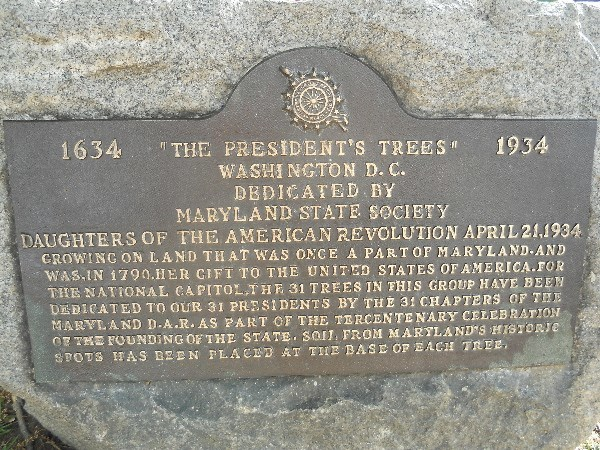 1634 "THE PRESIDENT'S TREES" 1934
WASHINGTON D.C.
DEDICATED BY
MARYLAND STATE SOCIETY
DAUGHTERS OF THE AMERICAN REVOLUTION APRIL 21, 1934
GROWING ON LAND THAT WAS ONCE A PART OF MARYLAND-AND
WAS, IN 1790, HER GIFT TO THE UNITED STATES OF AMERICA, FOR
THE NATIONAL CAPITOL, THE 31 TREES IN THIS GROUP HAVE BEEN
DEDICATED TO OUR 31 PRESIDENTS BY THE 31 CHAPTERS OF THE
MARYLAND D.A.R. AS PART OF THE TERCENTENARY CELEBRATION
OF THE FOUNDING OF THE STATE. SOIL FROM MARYLAND'S HISTORIC
SPOTS HAS BEEN PLACED AT THE BASE OF EACH TREE.